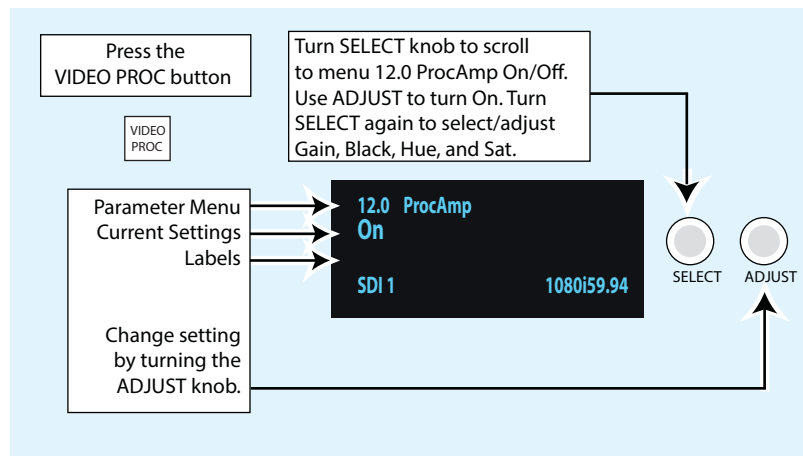 Press the
VIDEO PROC button
VIDEO
PROC
Turn SELECT knob to scroll
to menu 12.0 ProcAmp On/Off.
Use ADJUST to turn On. Turn
SELECT again to select/adjust
Gain, Black, Hue, and Sat.
Parameter Menu
Current Settings
Labels
Change setting
by turning the
ADJUST knob.
12.0 ProcAmp
On
SDI 1 1080i59.94
SELECT ADJUST